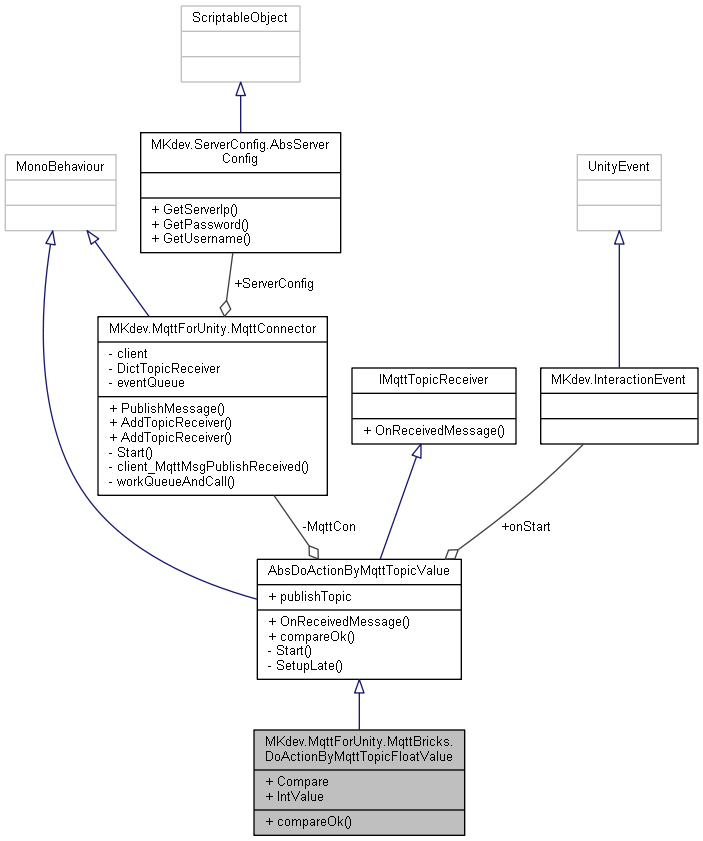 ScriptableObject
MKdev.ServerConfig.AbsServer
Config
+ GetServerIp()
+ GetPassword()
+ GetUsername()
MonoBehaviour
UnityEvent
+ServerConfig
MKdev.MqttForUnity.MqttConnector
- client
- DictTopicReceiver
- eventQueue
+ PublishMessage()
+ AddTopicReceiver()
+ AddTopicReceiver()
- Start()
- client_MqttMsgPublishReceived()
- workQueueAndCall()
IMqttTopicReceiver
+ OnReceivedMessage()
MKdev.InteractionEvent
-MqttCon
+onStart
AbsDoActionByMqttTopicValue
+ publishTopic
+ OnReceivedMessage()
+ compareOk()
- Start()
- SetupLate()
MKdev.MqttForUnity.MqttBricks.
DoActionByMqttTopicFloatValue
+ Compare
+ IntValue
+ compareOk()